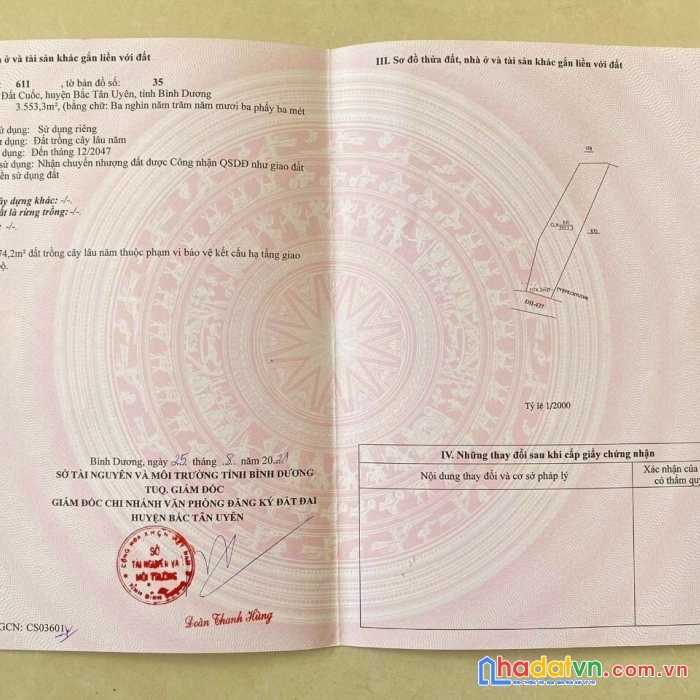 ở và tài sản khác gắn liền với đất
611 , tờ bản đồ số: 35
Đất Cuốc, huyện Bắc Tân Uyên, tỉnh Bình Dương
3.553,3m², (bằng chữ: Ba nghìn năm trăm năm mươi ba phẩy ba mét
dụng: Sử dụng riêng
dụng: Đất trồng cây lâu năm
dụng: Đến tháng 12/2047
sử dụng: Nhận chuyển nhượng đất được Công nhận QSDĐ như giao đất
sử dụng đất
dựng khác: -/-.
là rừng trồng:-/-.
-/-.
74,2m² đất trồng cây lâu năm thuộc phạm vi bảo vệ kết cấu hạ tầng giao
Bình Dương, ngày 25 tháng 8 năm 2021
SỞ TÀI NGUYÊN VÀ MÔI TRƯỜNG TỈNH BÌNH DƯƠNG
TUQ. GIÁM ĐỐC
GIÁM ĐỐC CHI NHÁNH VĂN PHÒNG ĐĂNG KÝ ĐẤT ĐAI
HUYỆN BẮC TÂN UYÊN
SỞ
TÀI NGUYÊN VÀ
MÔI TRƯỜNG
Đoàn Thanh Hùng
GCN: CS03601
III. Sơ đồ thửa đất, nhà ở và tài sản khác gắn liền với đất
ĐH-437
Tỷ lệ 1/2000
IV. Những thay đổi sau khi cấp giấy chứng nhận
Nội dung thay đổi và cơ sở pháp lý
Xác nhận của
có thẩm quy
nhadatvn.com.vn